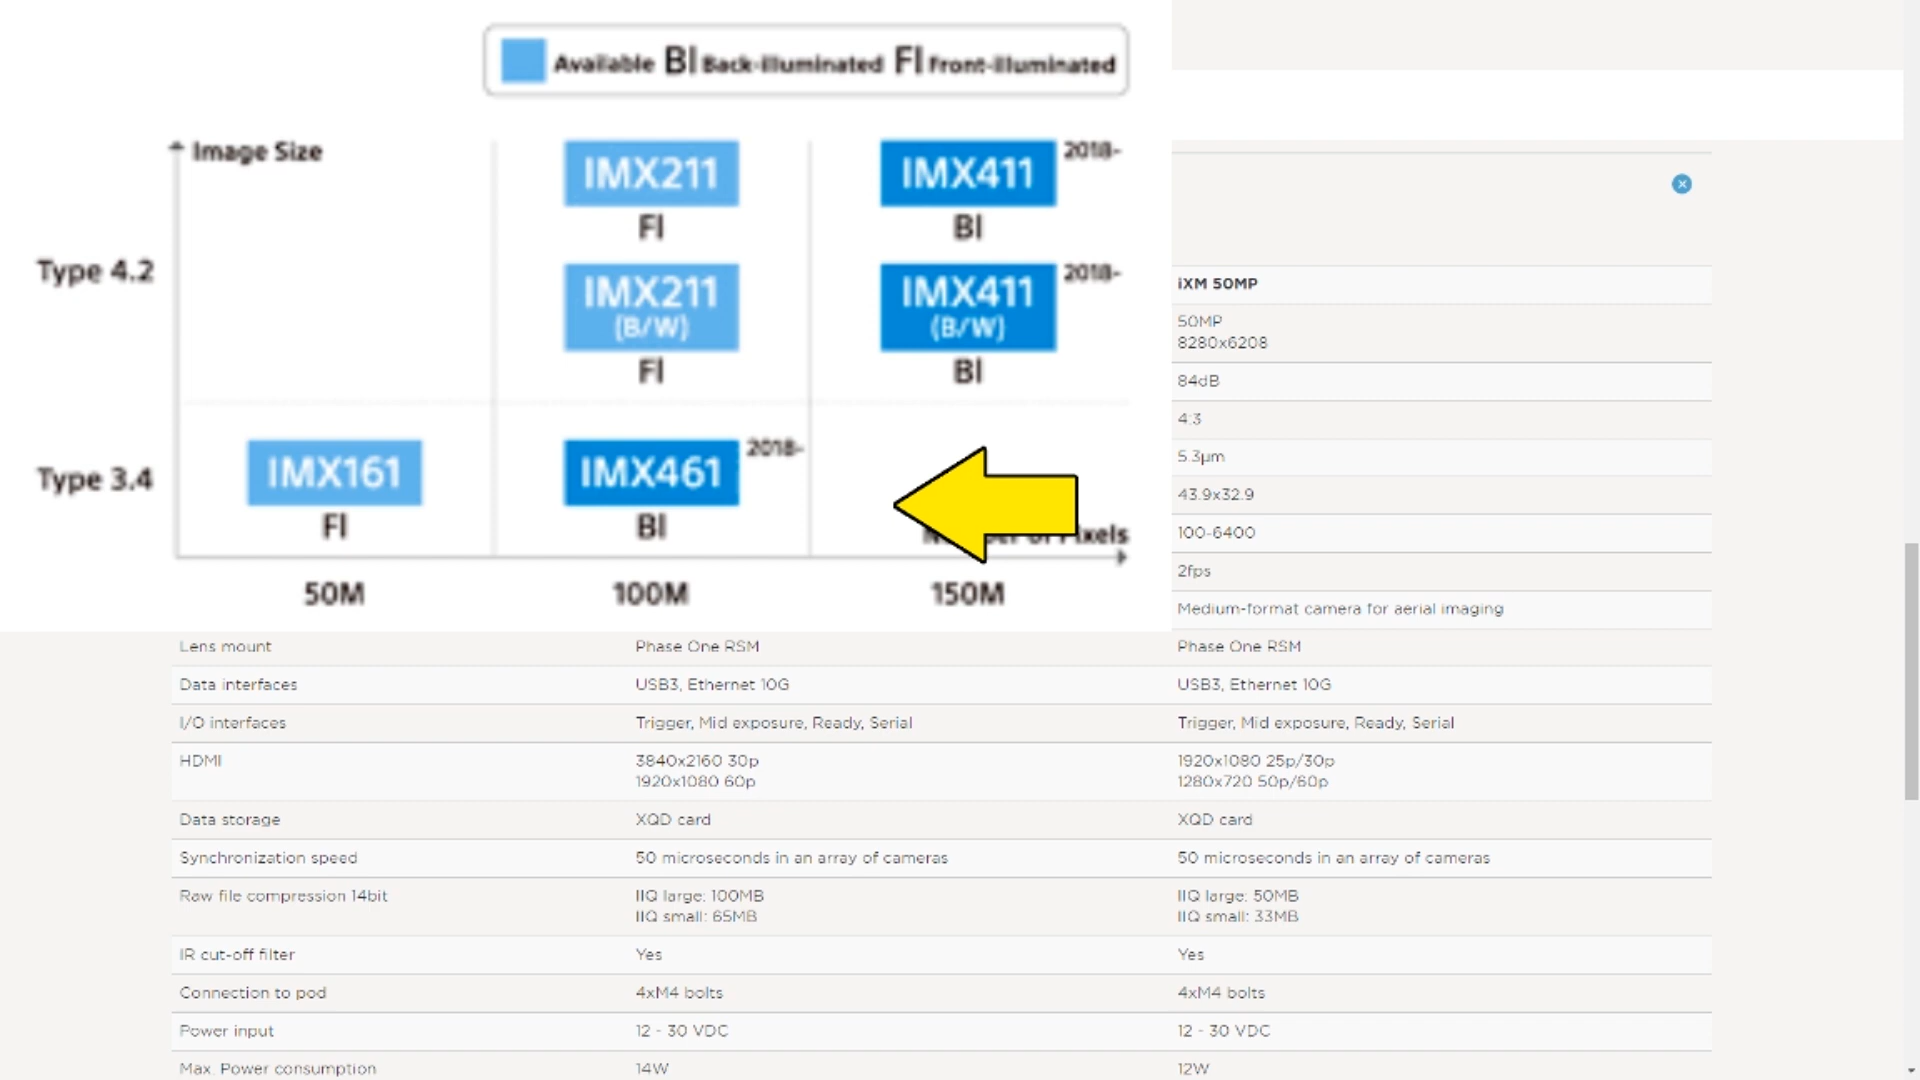 Available BI Back-illuminated FI Front-illuminated
Image Size
IMX211
FI
IMX411
2018-
BI
Type 4.2
IMX211
(B/W)
FI
IMX411
(B/W)
2018-
BI
Type 3.4
IMX161
FI
IMX461
2018-
BI
50M
100M
150M
iXM 50MP
50MP
8280x6208
84dB
4:3
5.3µm
43.9x32.9
100-6400
2fps
Medium-format camera for aerial imaging
Lens mount Phase One RSM Phase One RSM
Data interfaces USB3, Ethernet 10G USB3, Ethernet 10G
I/O interfaces Trigger, Mid exposure, Ready, Serial Trigger, Mid exposure, Ready, Serial
HDMI 3840x2160 30p 1920x1080 25p/30p
1920x1080 60p 1280x720 50p/60p
Data storage XQD card XQD card
Synchronization speed 50 microseconds in an array of cameras 50 microseconds in an array of cameras
Raw file compression 14bit IIQ large: 100MB IIQ large: 50MB
IIQ small: 65MB IIQ small: 33MB
IR cut-off filter Yes Yes
Connection to pod 4xM4 bolts 4xM4 bolts
Power input 12 - 30 VDC 12 - 30 VDC
Max. Power consumption 14W 12W